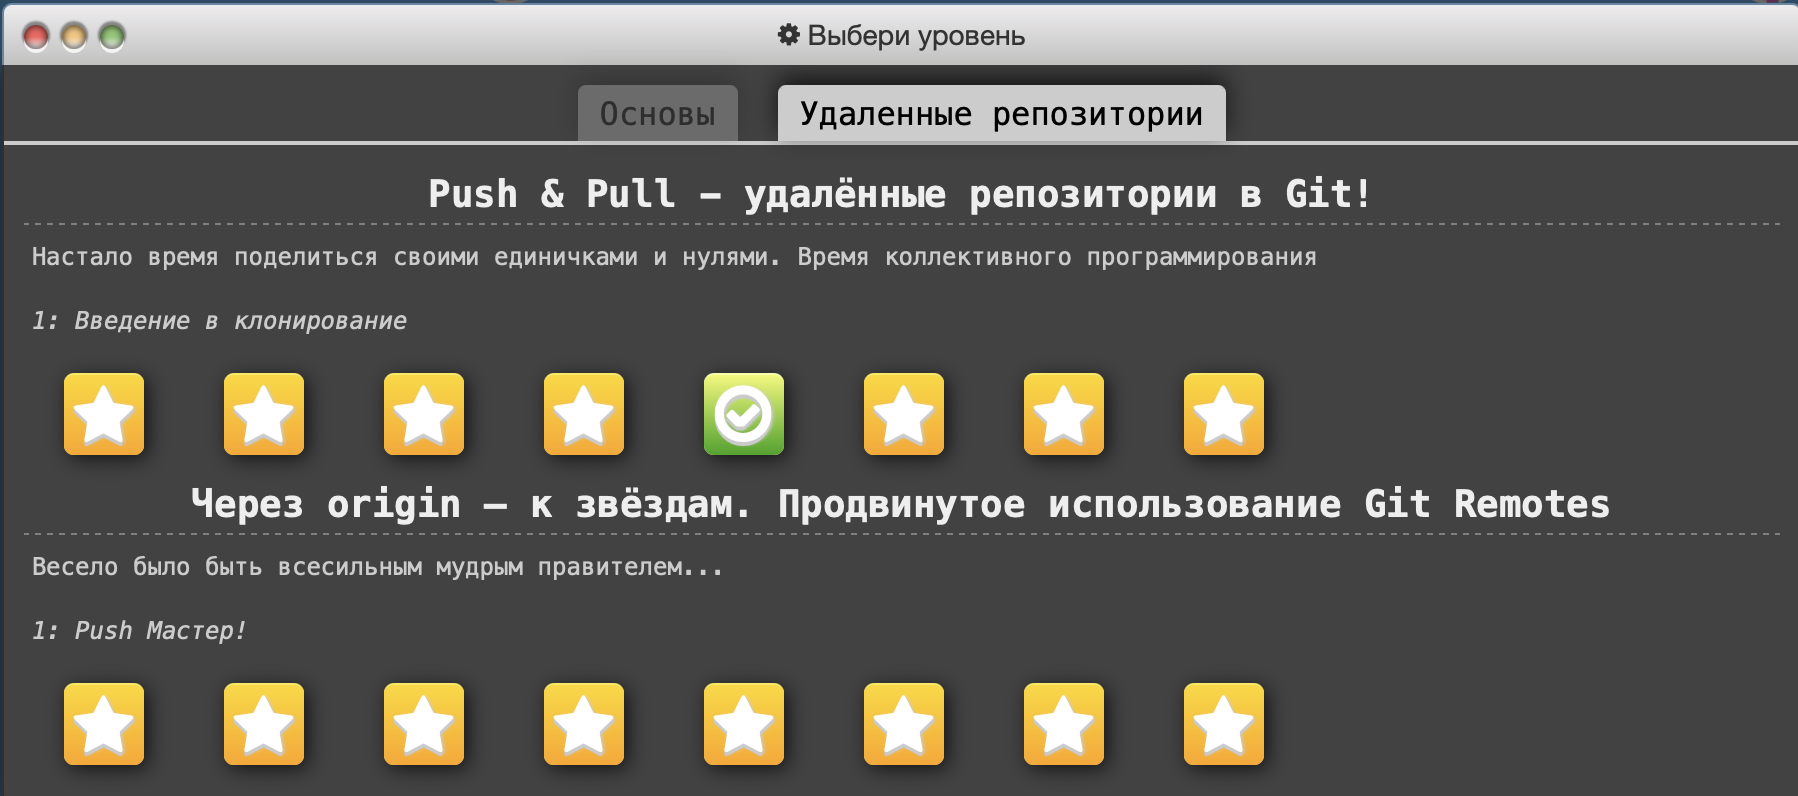 Выбери уровень
Основы
Удаленные репозитории
Push & Pull — удалённые репозитории в Git!
Настало время поделиться своими единичками и нулями. Время коллективного программирования
1: Введение в клонирование
Через origin – к звёздам. Продвинутое использование Git Remotes
Весело было быть всесильным мудрым правителем...
1: Push Мастер!